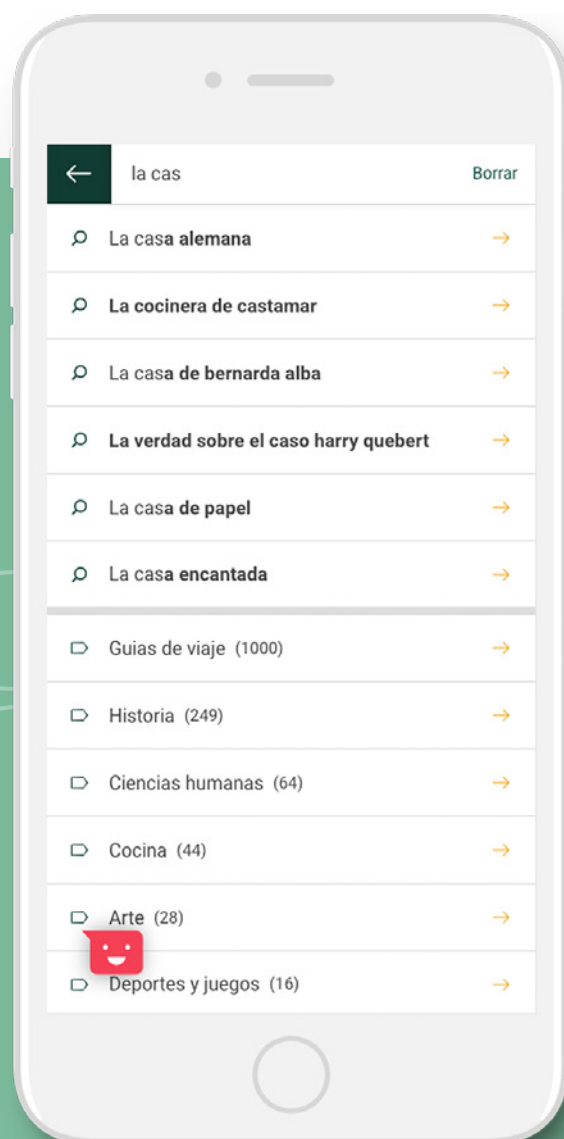 la cas Borrar
La casa alemana
La cocinera de castamar
La casa de bernarda alba
La verdad sobre el caso harry quebert
La casa de papel
La casa encantada
Guias de viaje (1000)
Historia (249)
Ciencias humanas (64)
Cocina (44)
Arte (28)
Deportes y juegos (16)